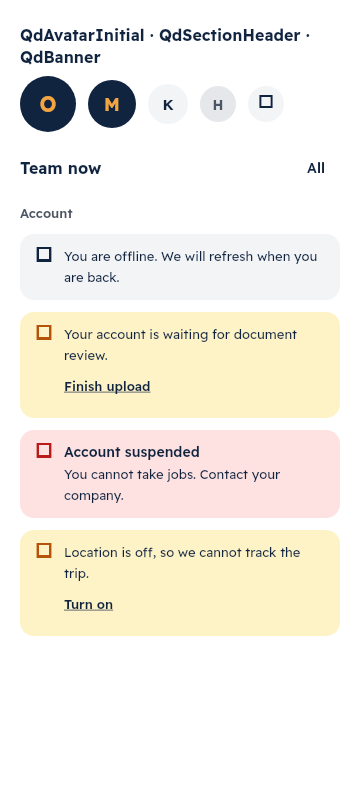 QdAvatarInitial · QdSectionHeader ·
QdBanner
O M K H
Team now All
Account
You are offline. We will refresh when you
are back.
Your account is waiting for document
review.
Finish upload
Account suspended
You cannot take jobs. Contact your
company.
Location is off, so we cannot track the
trip.
Turn on